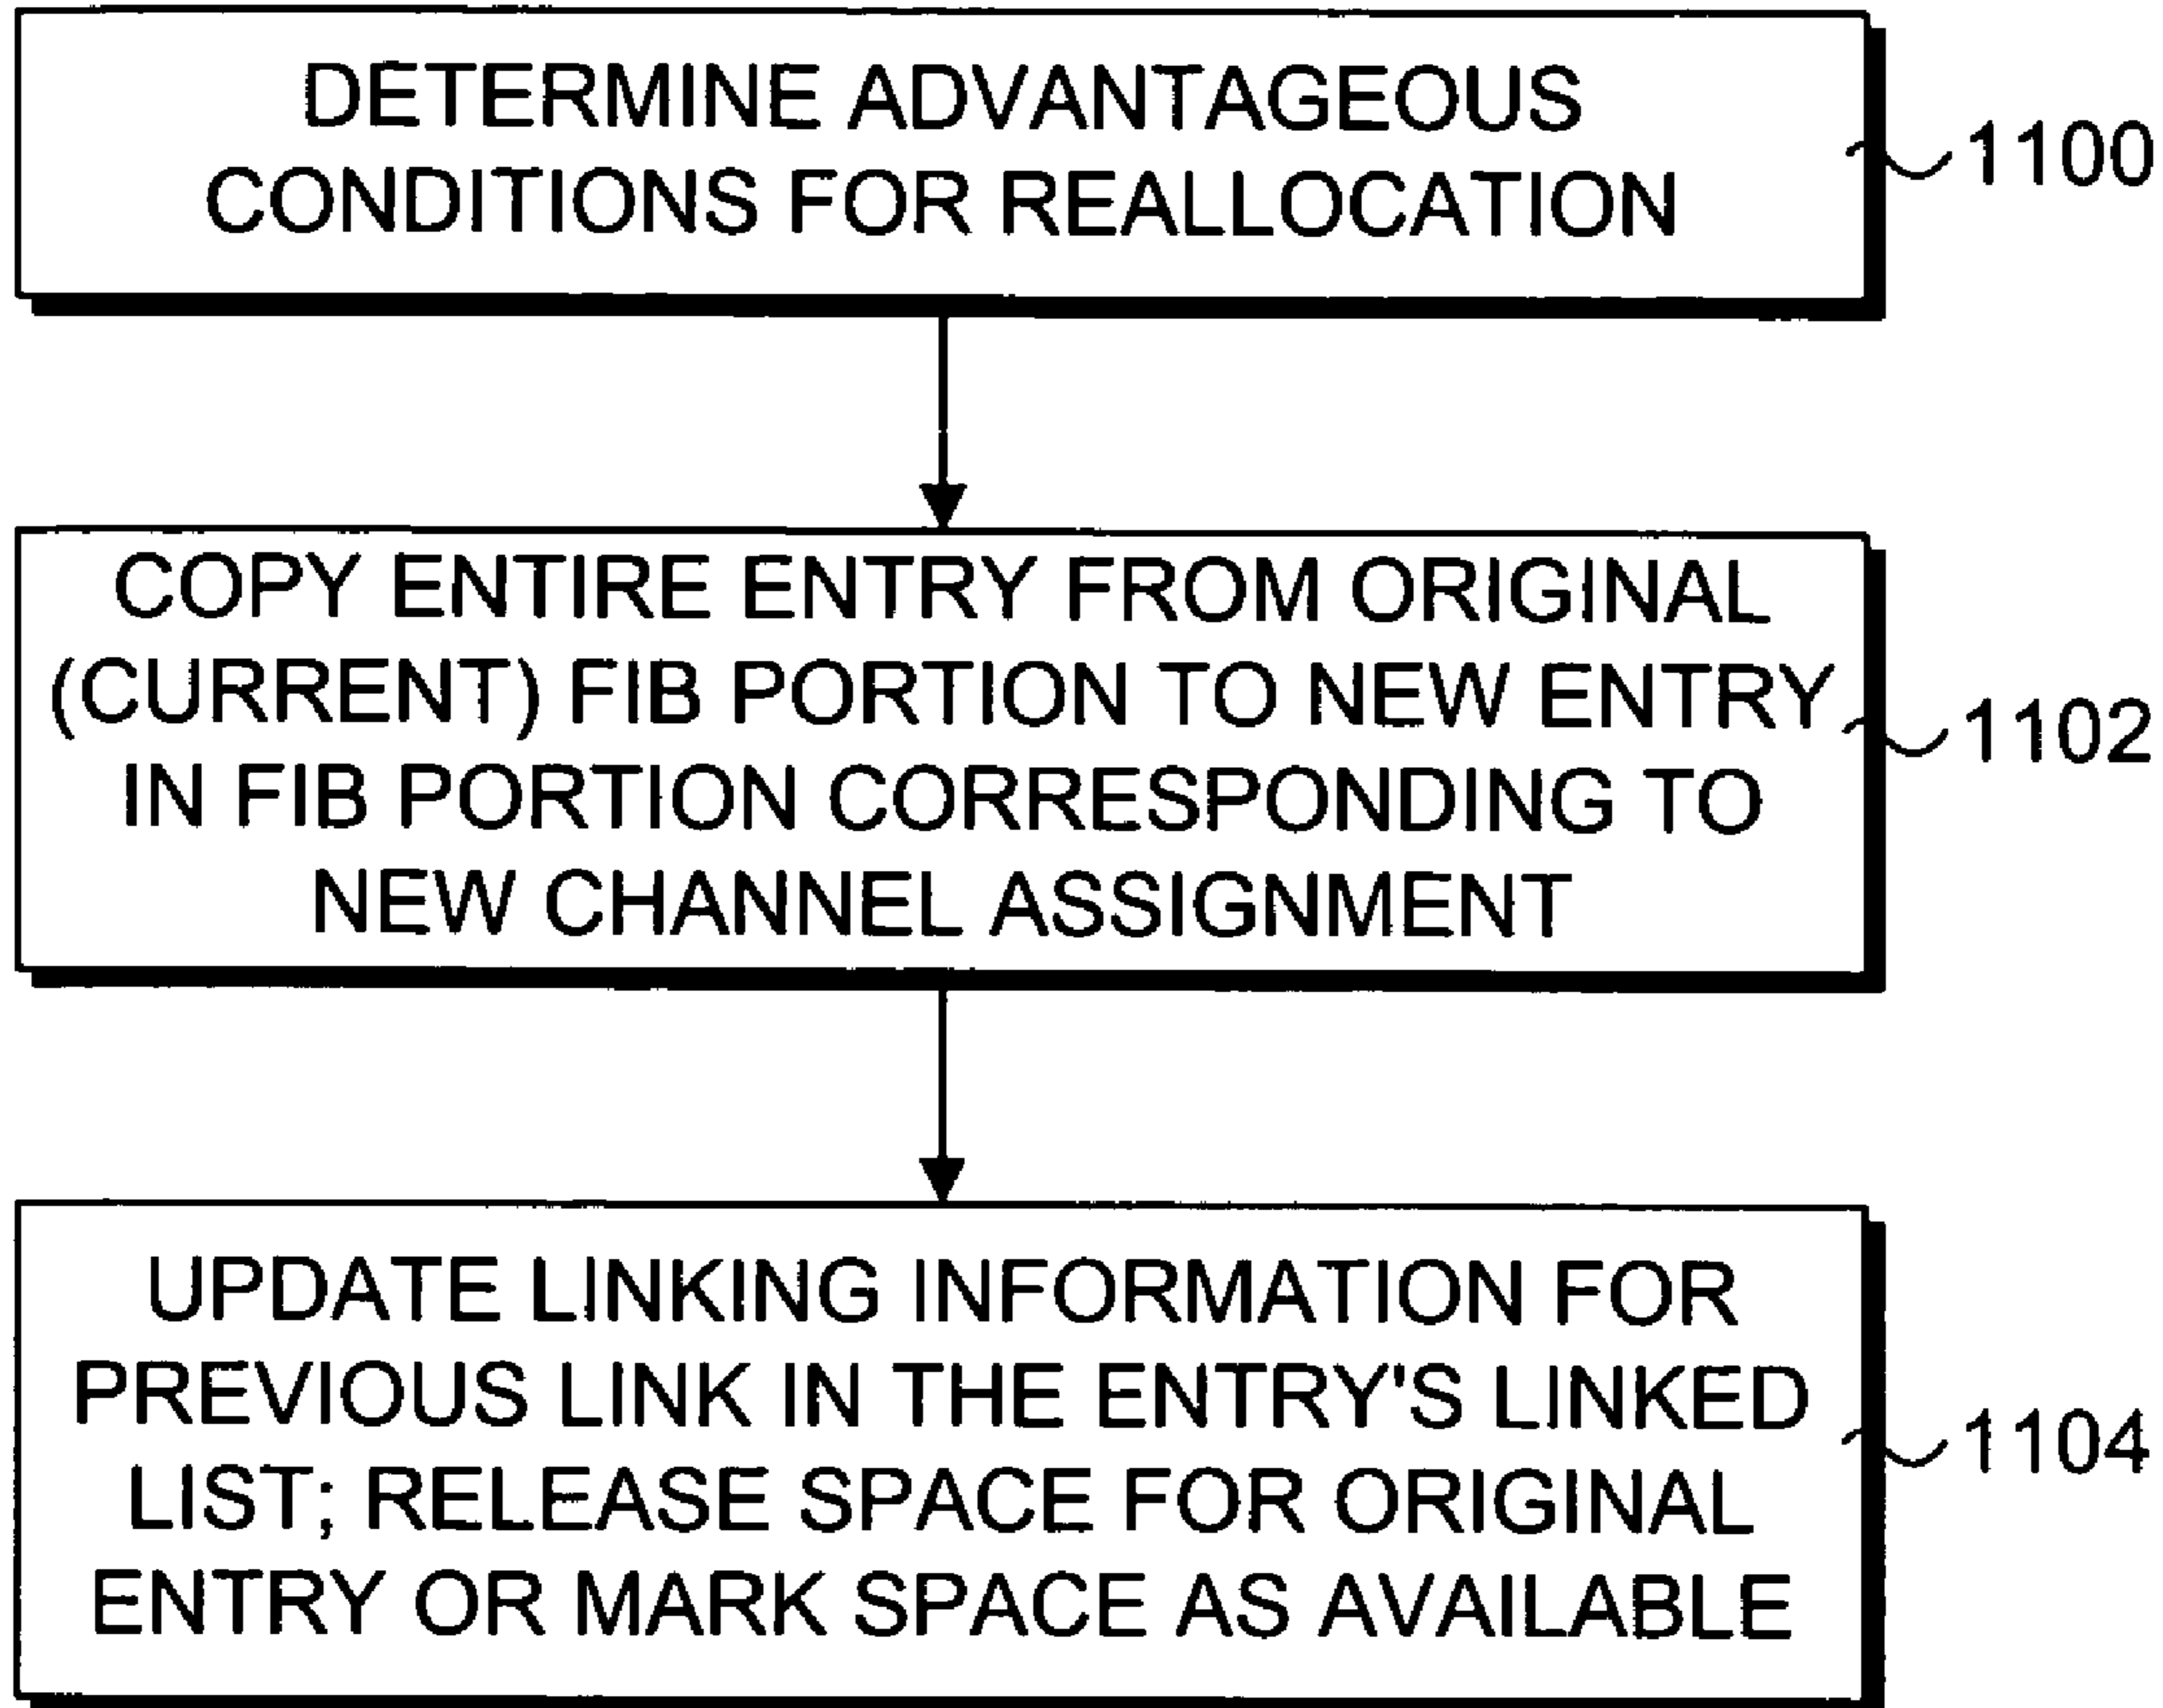 DETERMINE ADVANTAGEOUS
CONDITIONS FOR REALLOCATION
1100
COPY ENTIRE ENTRY FROM ORIGINAL
(CURRENT) FIB PORTION TO NEW ENTRY
IN FIB PORTION CORRESPONDING TO
NEW CHANNEL ASSIGNMENT
1102
UPDATE LINKING INFORMATION FOR
PREVIOUS LINK IN THE ENTRY'S LINKED
LIST; RELEASE SPACE FOR ORIGINAL
ENTRY OR MARK SPACE AS AVAILABLE
1104